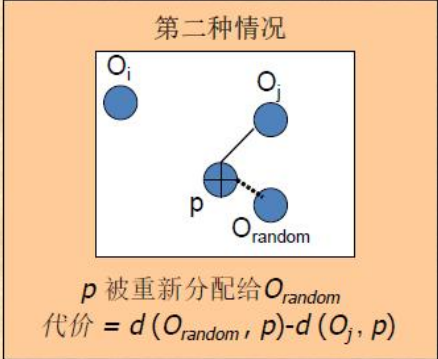 第二种情况
Oi
Oj
p
Orandom
p 被重新分配给Orandom
代价 = d (Orandom , p)-d (Oj , p)